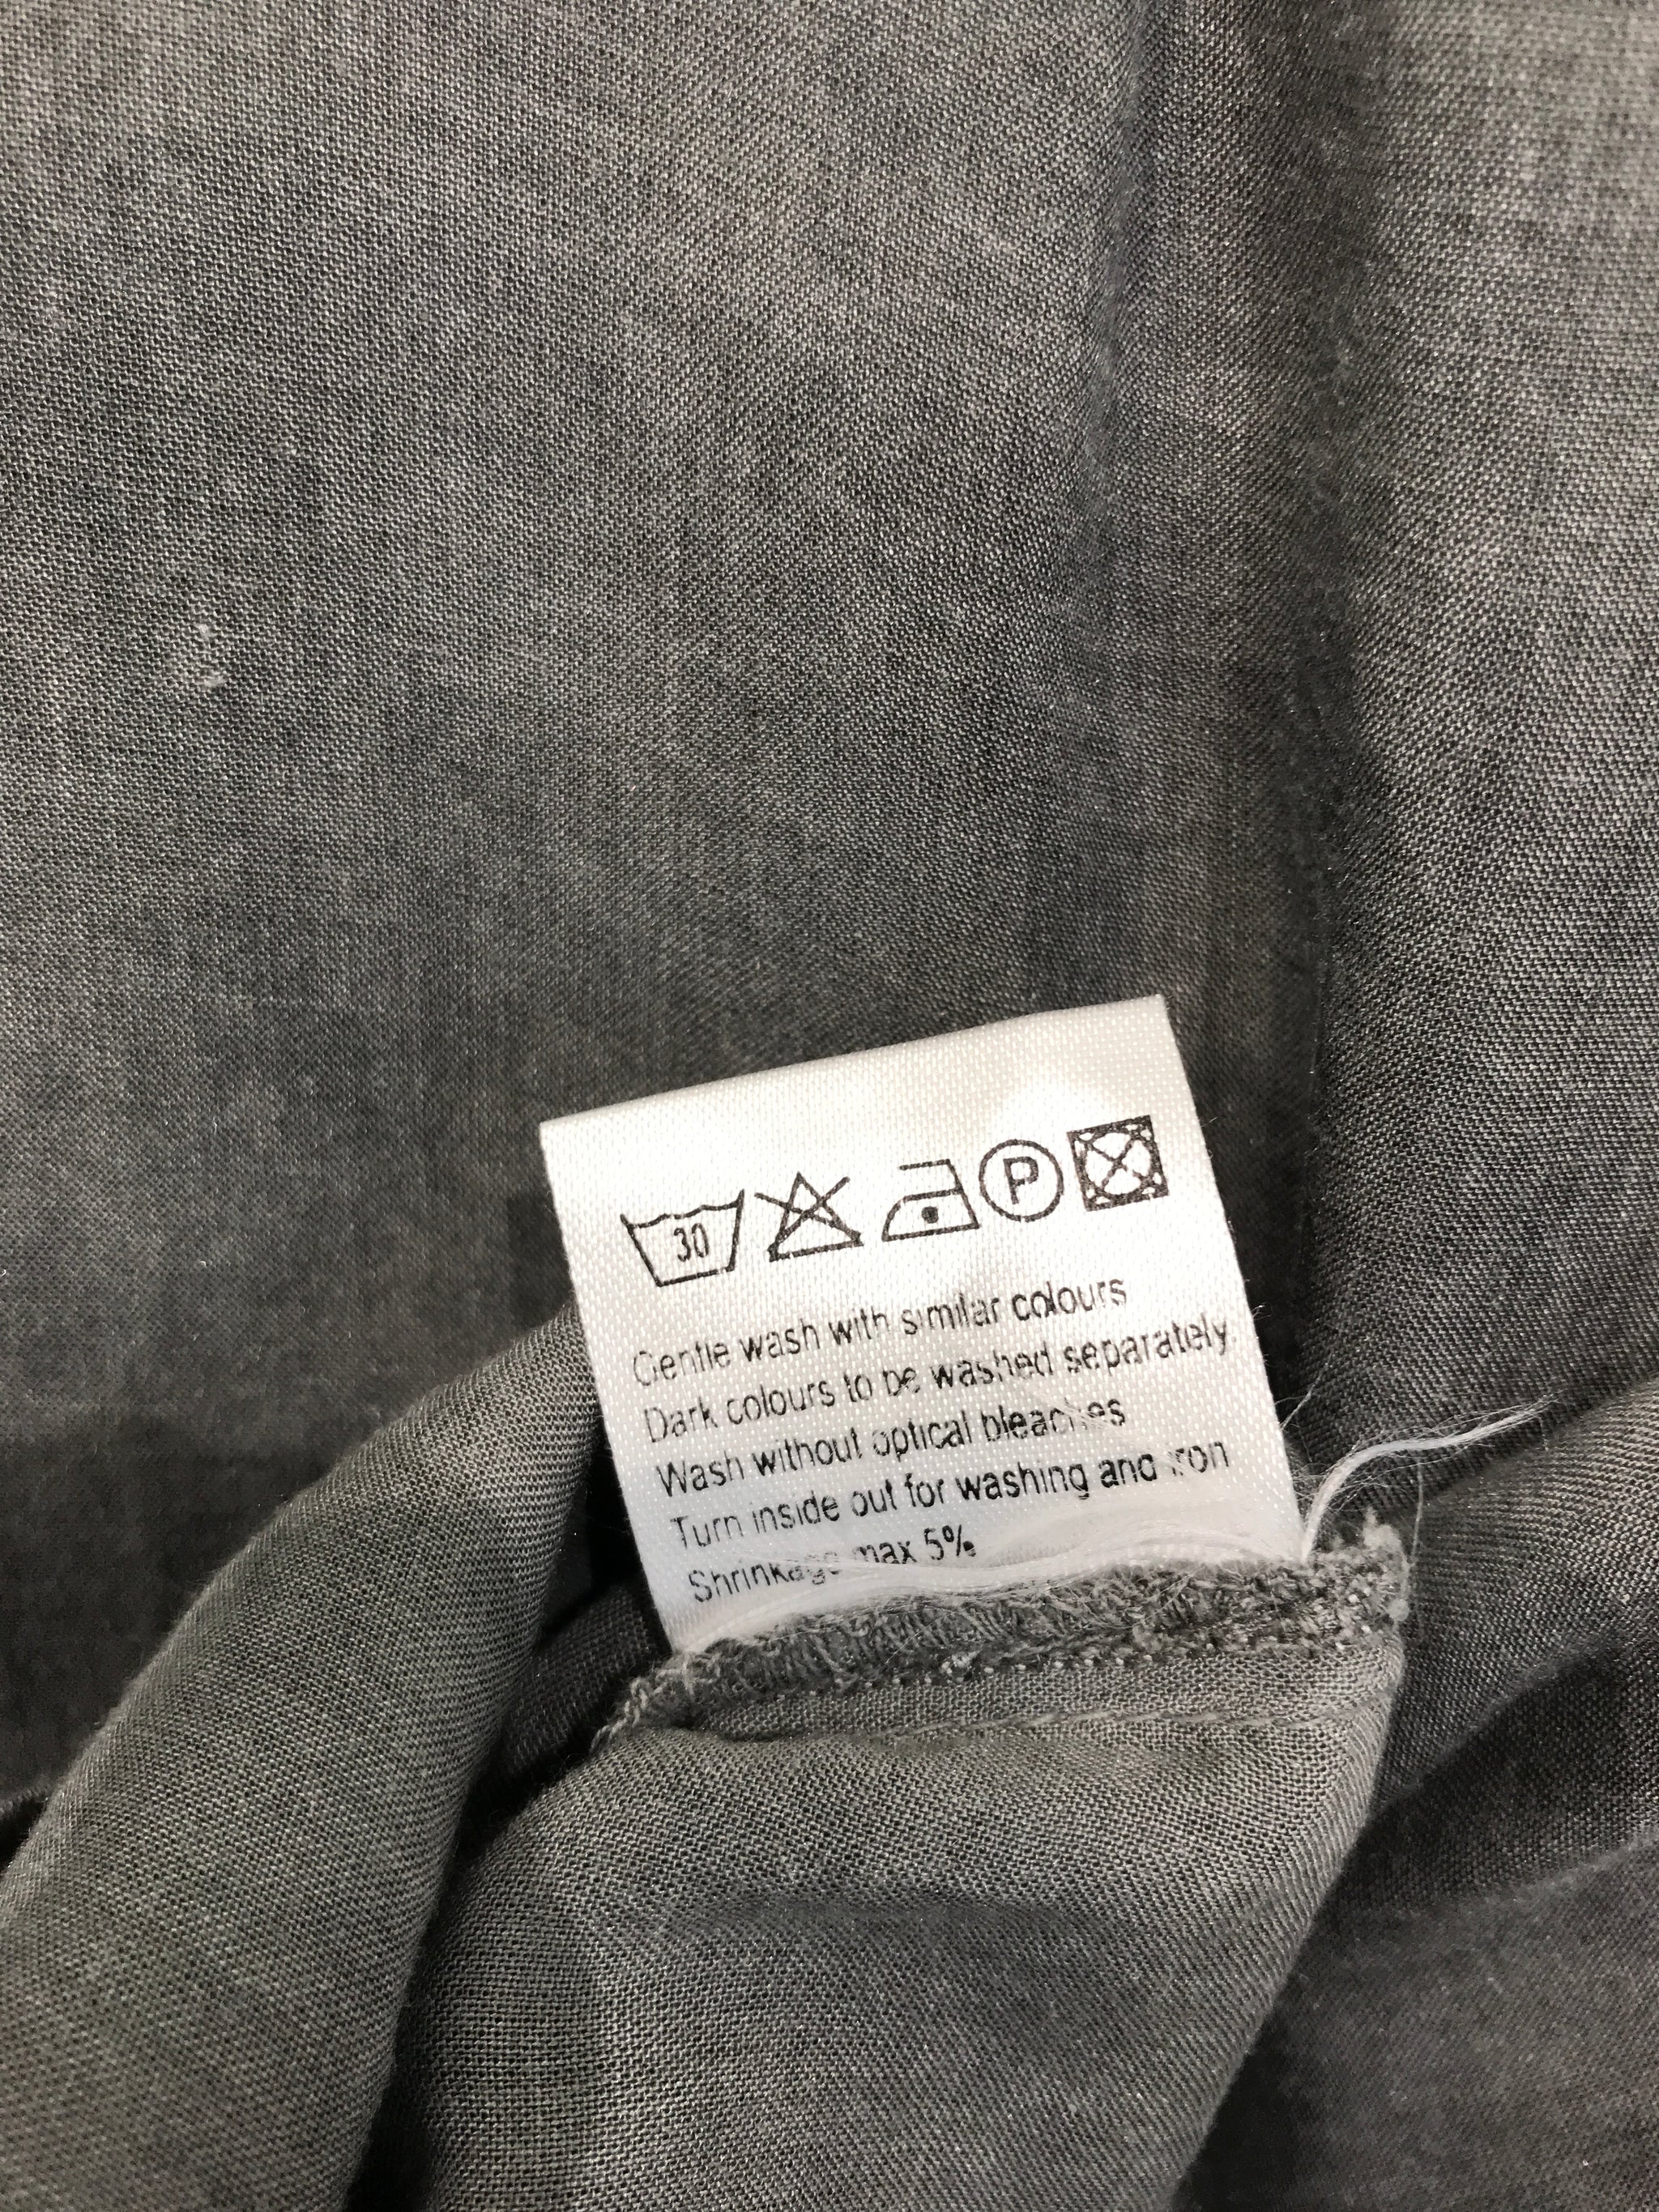 30 P
Gentle wash with similar colours
Dark colours to be washed separately
Wash without optical bleaches
Turn inside out for washing and iron
Shrinkage max 5%